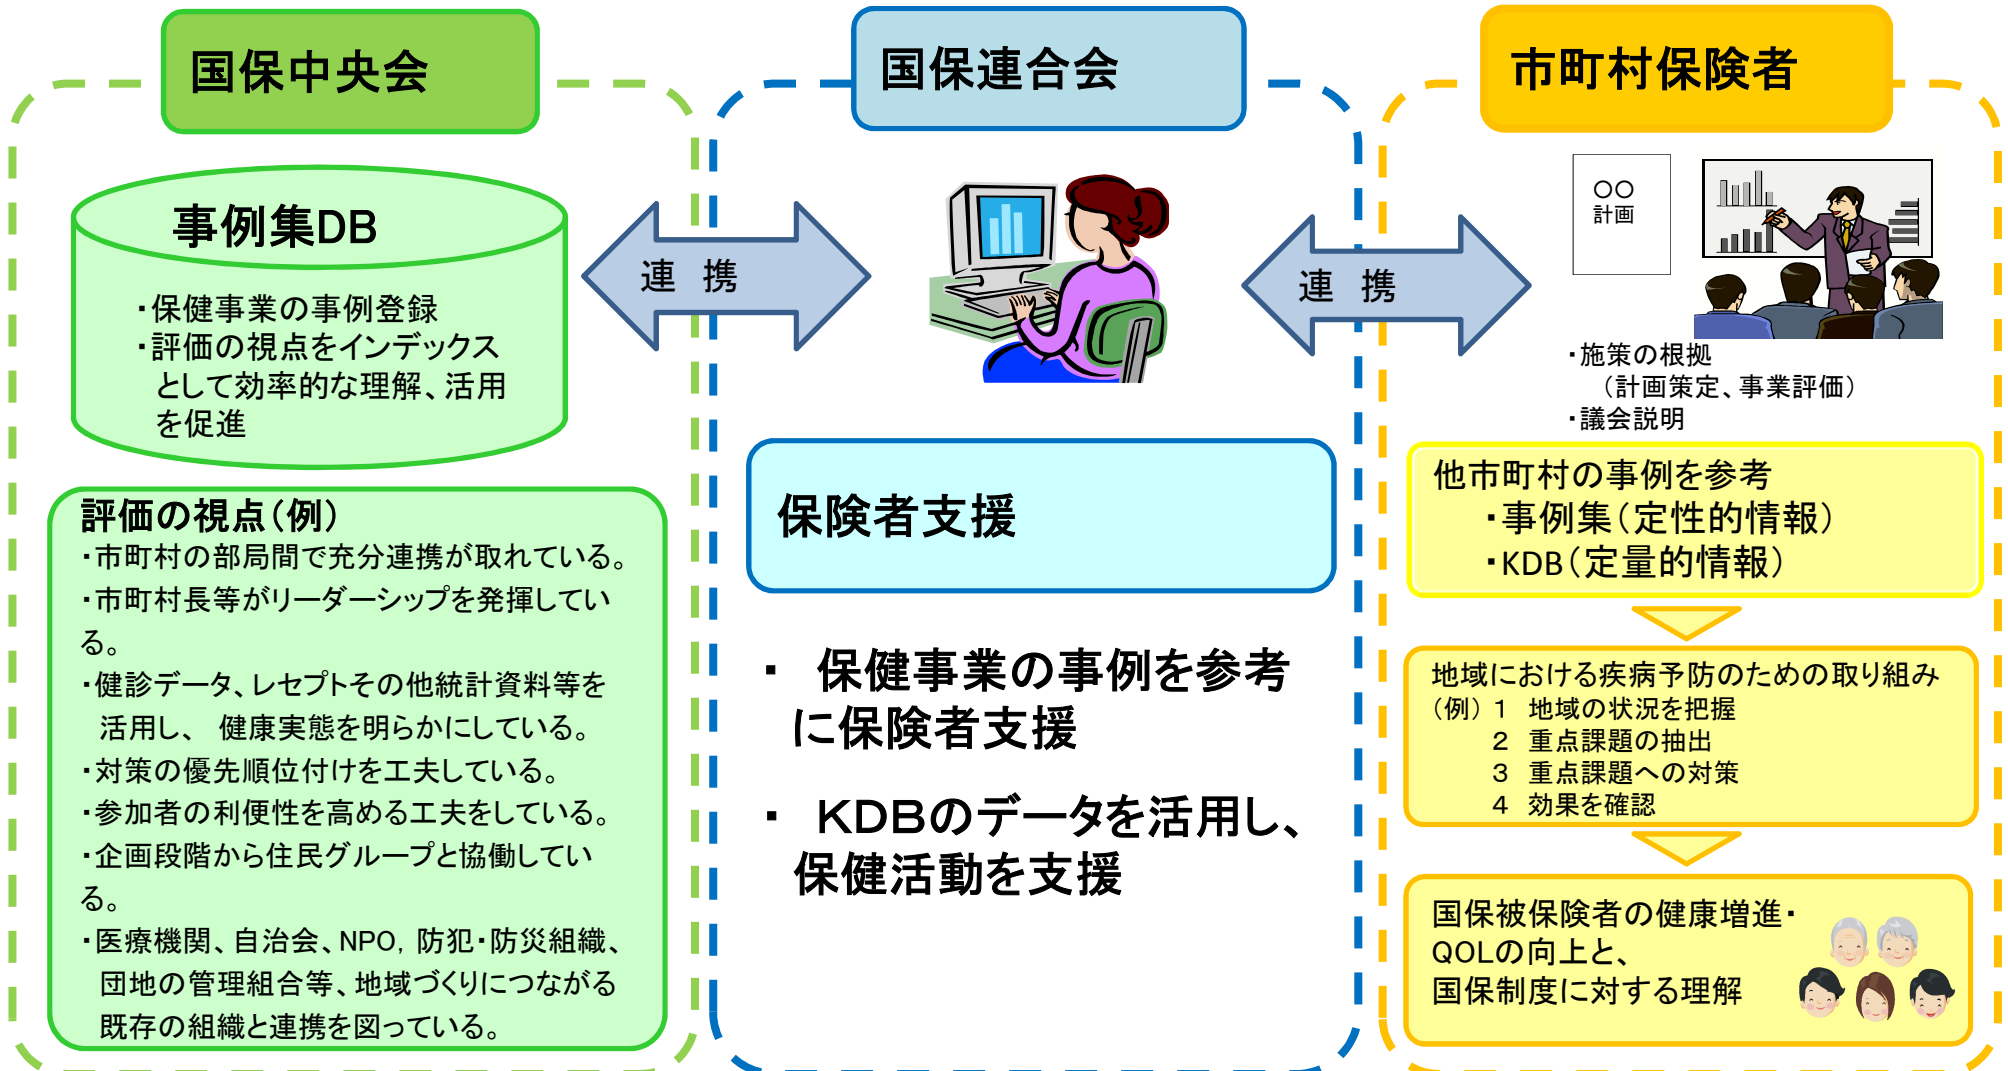 国保中央会
事例集DB
・保健事業の事例登録
・評価の視点をインデックス
として効率的な理解、活用
を促進
評価の視点(例)
・市町村の部局間で充分連携が取れている。
・市町村長等がリーダーシップを発揮してい
る。
・健診データ、レセプトその他統計資料等を
活用し、 健康実態を明らかにしている。
・対策の優先順位付けを工夫している。
・参加者の利便性を高める工夫をしている。
・企画段階から住民グループと協働してい
る。
・医療機関、自治会、NPO, 防犯・防災組織、
団地の管理組合等、地域づくりにつながる
既存の組織と連携を図っている。
連 携
国保連合会
保険者支援
・ 保健事業の事例を参考
に保険者支援
・ KDBのデータを活用し、
保健活動を支援
連 携
市町村保険者
〇〇
計画
・施策の根拠
(計画策定、事業評価)
・議会説明
他市町村の事例を参考
・事例集(定性的情報)
・KDB(定量的情報)
地域における疾病予防のための取り組み
(例) 1 地域の状況を把握
2 重点課題の抽出
3 重点課題への対策
4 効果を確認
国保被保険者の健康増進・
QOLの向上と、
国保制度に対する理解